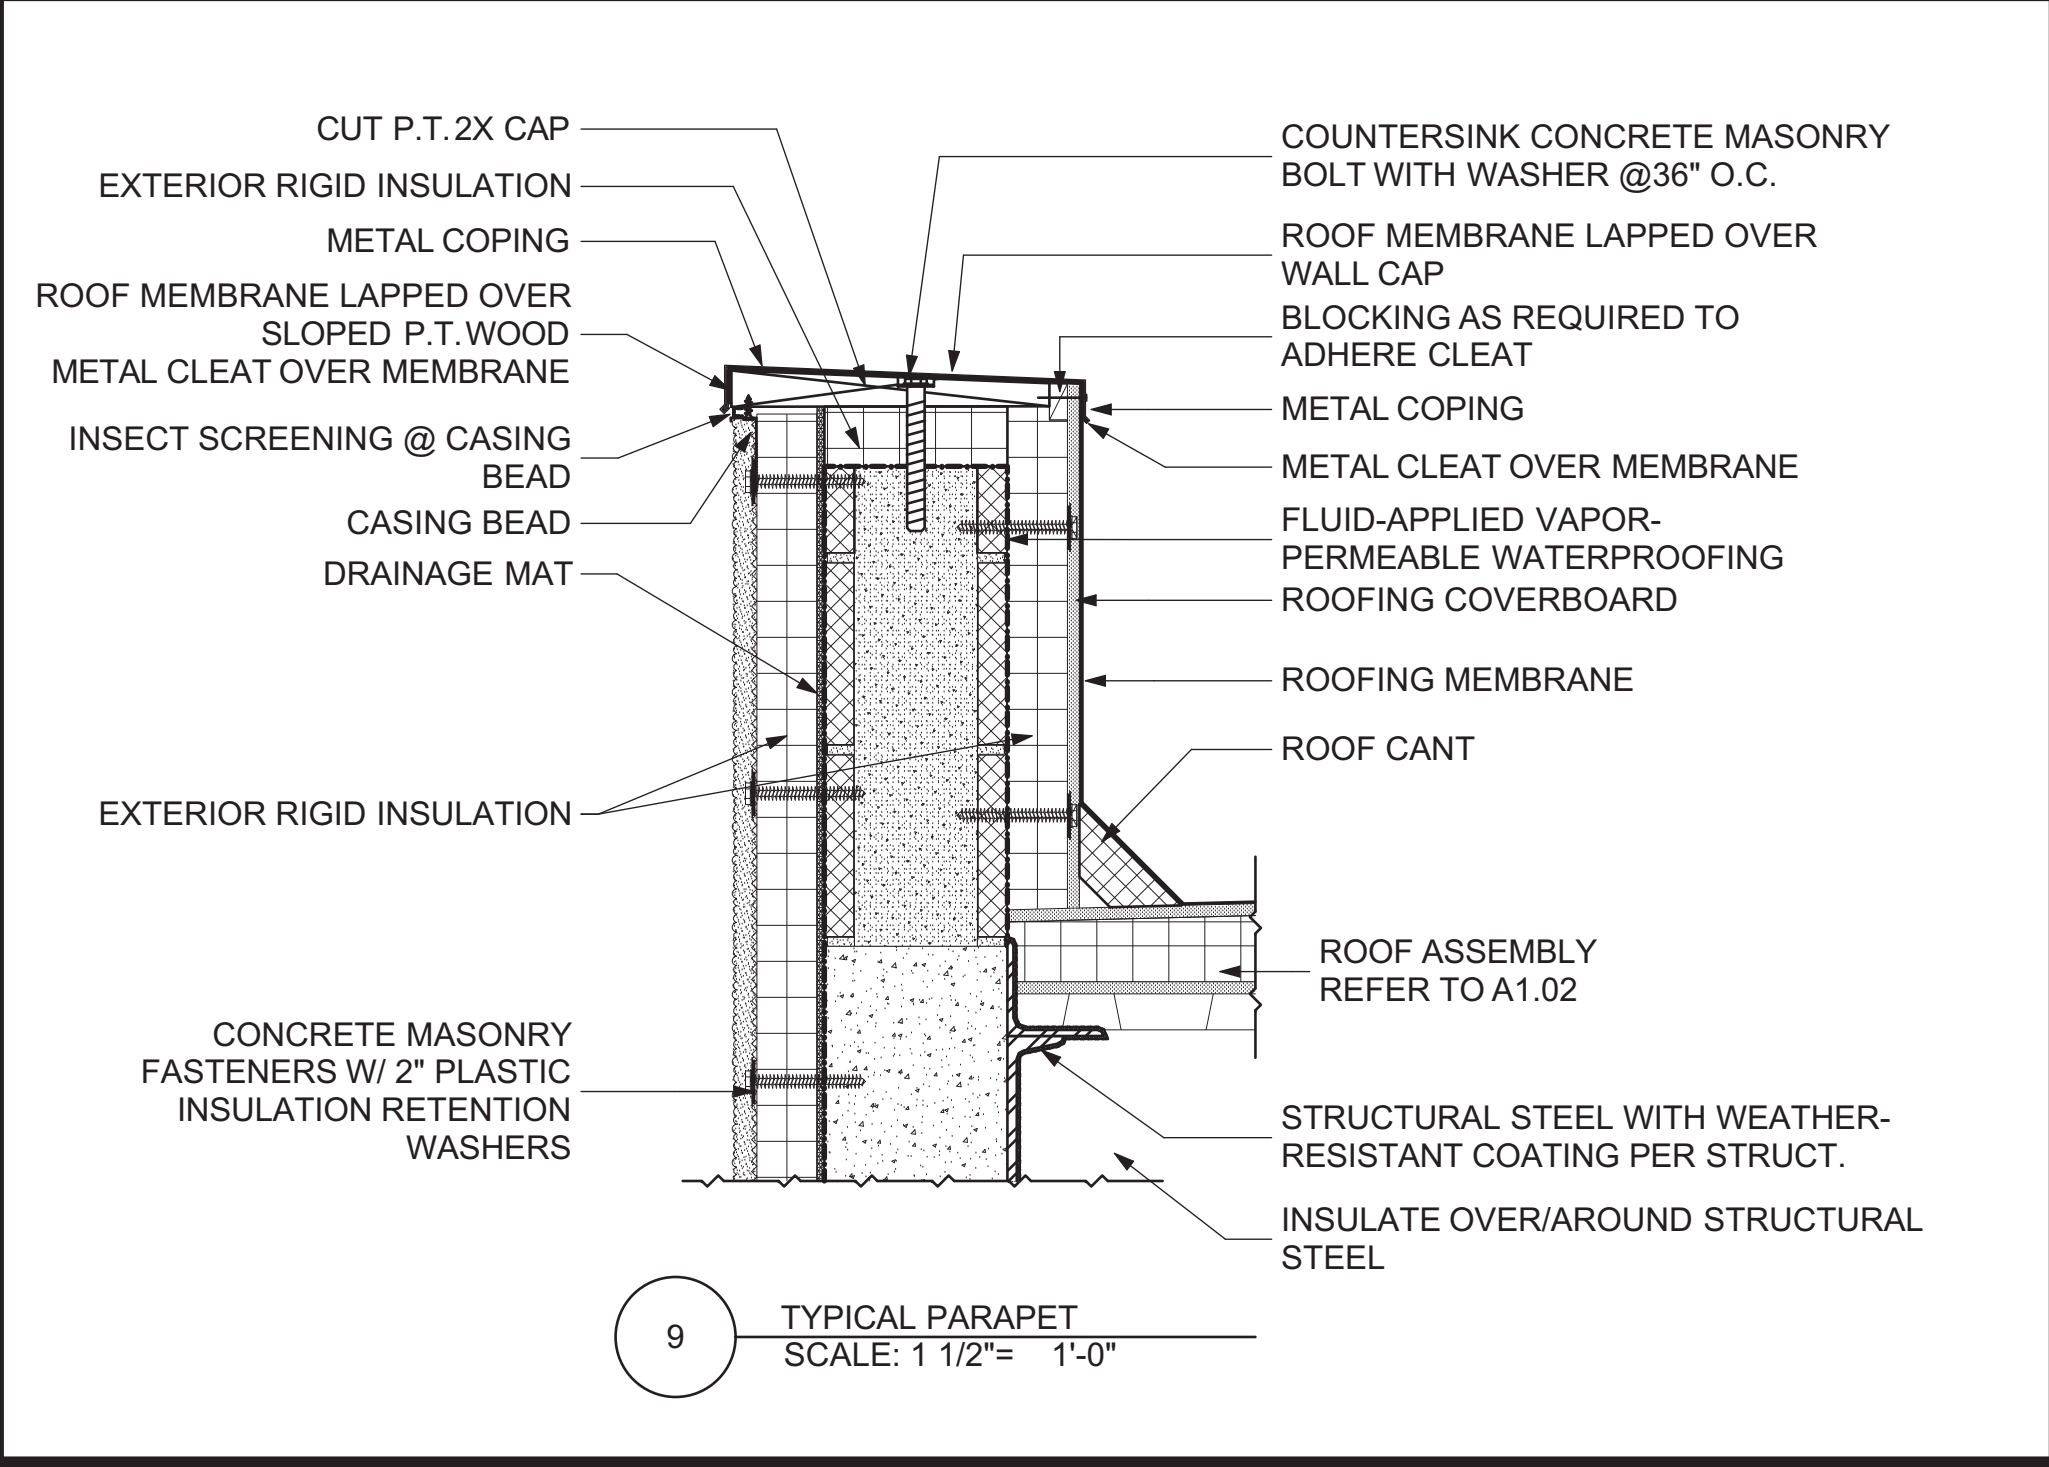 CUT P.T. 2X CAP
EXTERIOR RIGID INSULATION
METAL COPING
ROOF MEMBRANE LAPPED OVER
SLOPED P.T. WOOD
METAL CLEAT OVER MEMBRANE
INSECT SCREENING @ CASING
BEAD
CASING BEAD
DRAINAGE MAT
EXTERIOR RIGID INSULATION
CONCRETE MASONRY
FASTENERS W/ 2" PLASTIC
INSULATION RETENTION
WASHERS
COUNTERSINK CONCRETE MASONRY
BOLT WITH WASHER @36" O.C.
ROOF MEMBRANE LAPPED OVER
WALL CAP
BLOCKING AS REQUIRED TO
ADHERE CLEAT
METAL COPING
METAL CLEAT OVER MEMBRANE
FLUID-APPLIED VAPOR-
PERMEABLE WATERPROOFING
ROOFING COVERBOARD
ROOFING MEMBRANE
ROOF CANT
ROOF ASSEMBLY
REFER TO A1.02
STRUCTURAL STEEL WITH WEATHER-
RESISTANT COATING PER STRUCT.
INSULATE OVER/AROUND STRUCTURAL
STEEL
9
TYPICAL PARAPET
SCALE: 1 1/2"= 1'-0"